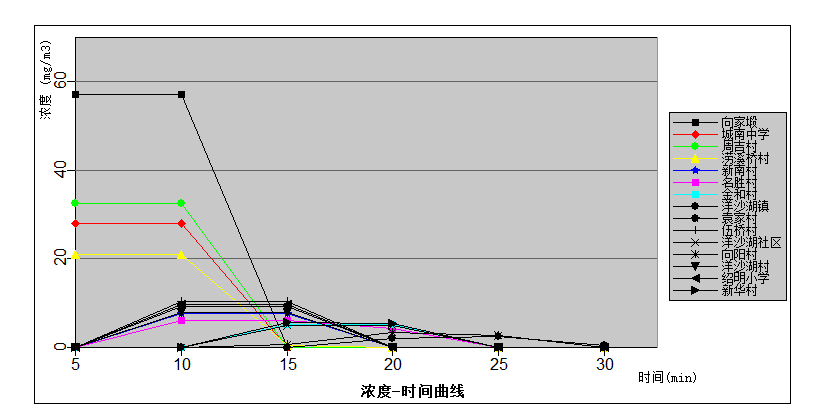 浓度 (mg/m3)
60
40
20
0
5 10 15 20 25 30
时间(min)
浓度-时间曲线
向家塅
城南中学
周吉村
涝溪桥村
新南村
名胜村
金和村
洋沙湖镇
袁家村
伍桥村
洋沙湖社区
向阳村
洋沙湖村
绍明小学
新华村